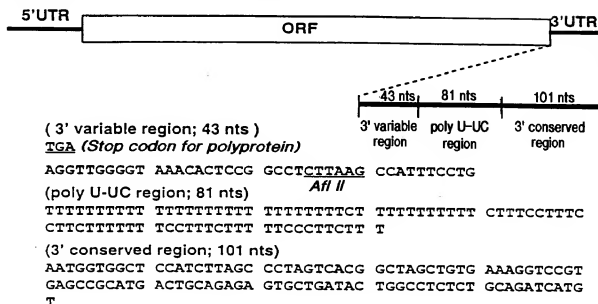 5'UTR
ORF
3'UTR
43 nts
81 nts
101 nts
3' variable region
poly U-UC region
3' conserved region
( 3' variable region; 43 nts )
TGA (Stop codon for polyprotein)
AGGTTGGGGT AAACACTCCG GCCTCTTAAG CCATTTCCTG
Afl II
(poly U-UC region; 81 nts)
TTTTTTTTTT TTTTTTTTTT TTTTTTTTCT TTTTTTTTTT CTTTCCTTTC
CTTCTTTTTT TCCTTTCTTT TTCCCTTCTT T
(3' conserved region; 101 nts)
AATGGTGGCT CCATCTTAGC CCTAGTCACG GCTAGCTGTG AAAGGTCCGT
GAGCCGCATG ACTGCAGAGA GTGCTGATAC TGGCCTCTCT GCAGATCATG
T